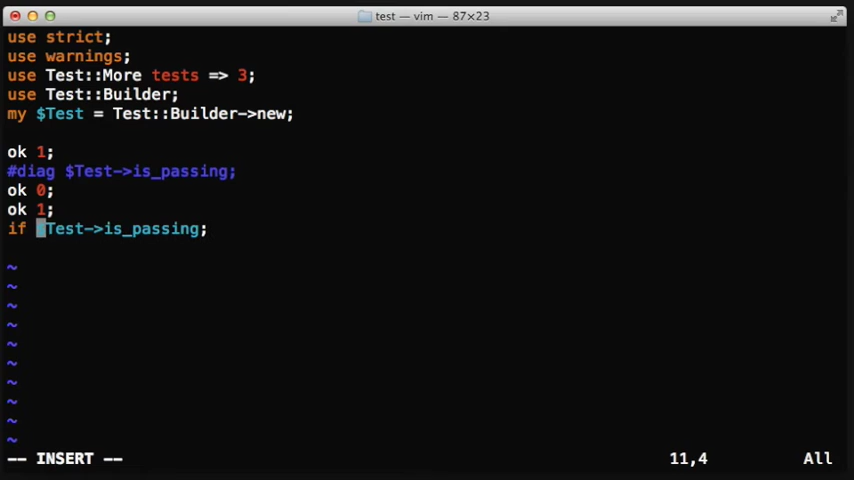 test — vim — 87×23
use strict;
use warnings;
use Test::More tests => 3;
use Test::Builder;
my $Test = Test::Builder->new;
ok 1;
#diag $Test->is_passing;
ok 0;
ok 1;
if Test->is_passing;
~
~
~
~
~
~
~
~
~
~
-- INSERT -- 11,4 All